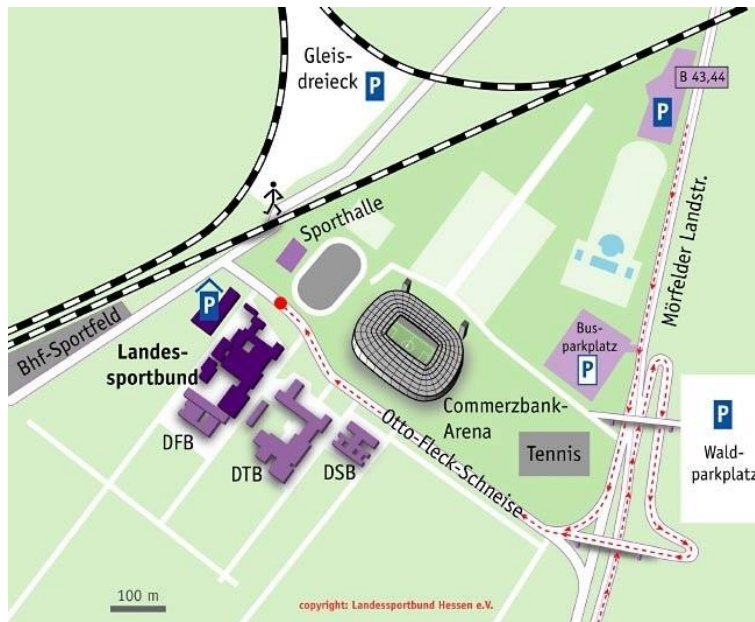 Gleis-
dreieck
P
B 43,44
P
Sporthalle
Mörfelder Landstr.
P
Bhf-Sportfeld
Landes-
sportbund
Bus-
parkplatz
P
Commerzbank-
Arena
P
Wald-
parkplatz
Otto-Fleck-Schneise
Tennis
DFB
DTB
DSB
100 m
copyright: Landessportbund Hessen e.V.